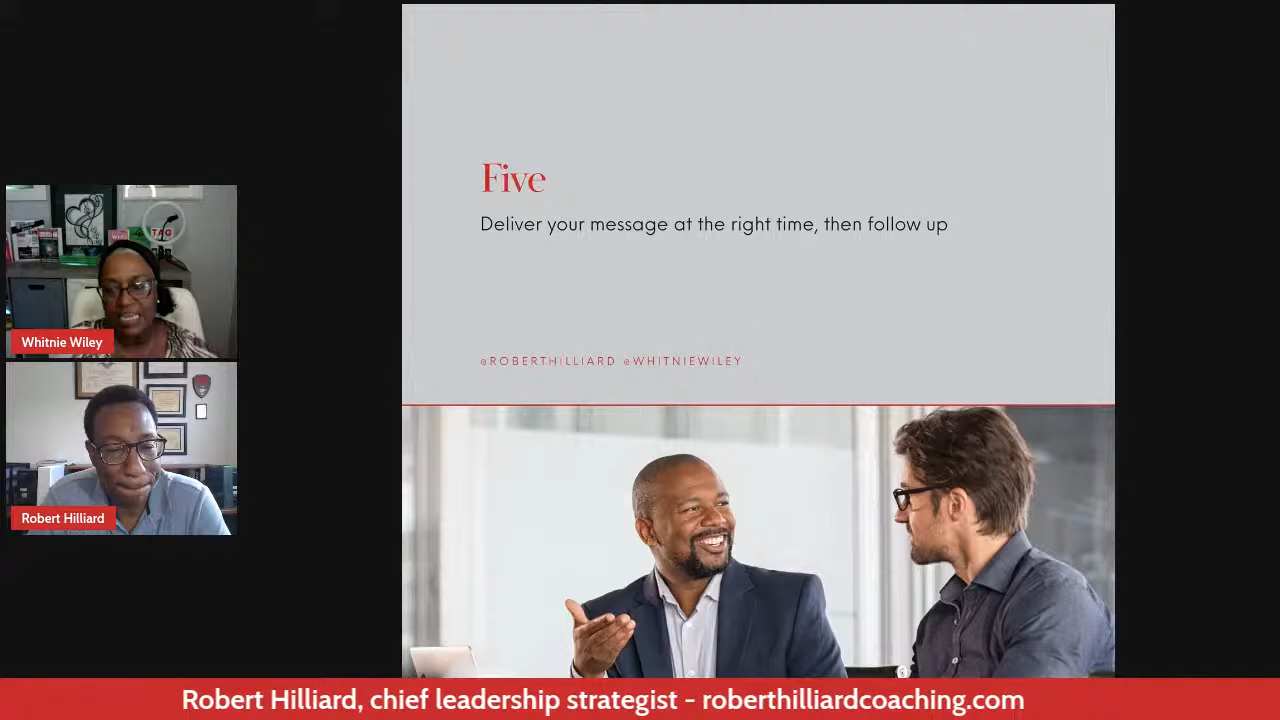 Five
Deliver your message at the right time, then follow up
@ROBERTHILLIARD @WHITNIEWILEY
TAG
Whitnie Wiley
Robert Hilliard
Robert Hilliard, chief leadership strategist - roberthilliardcoaching.com